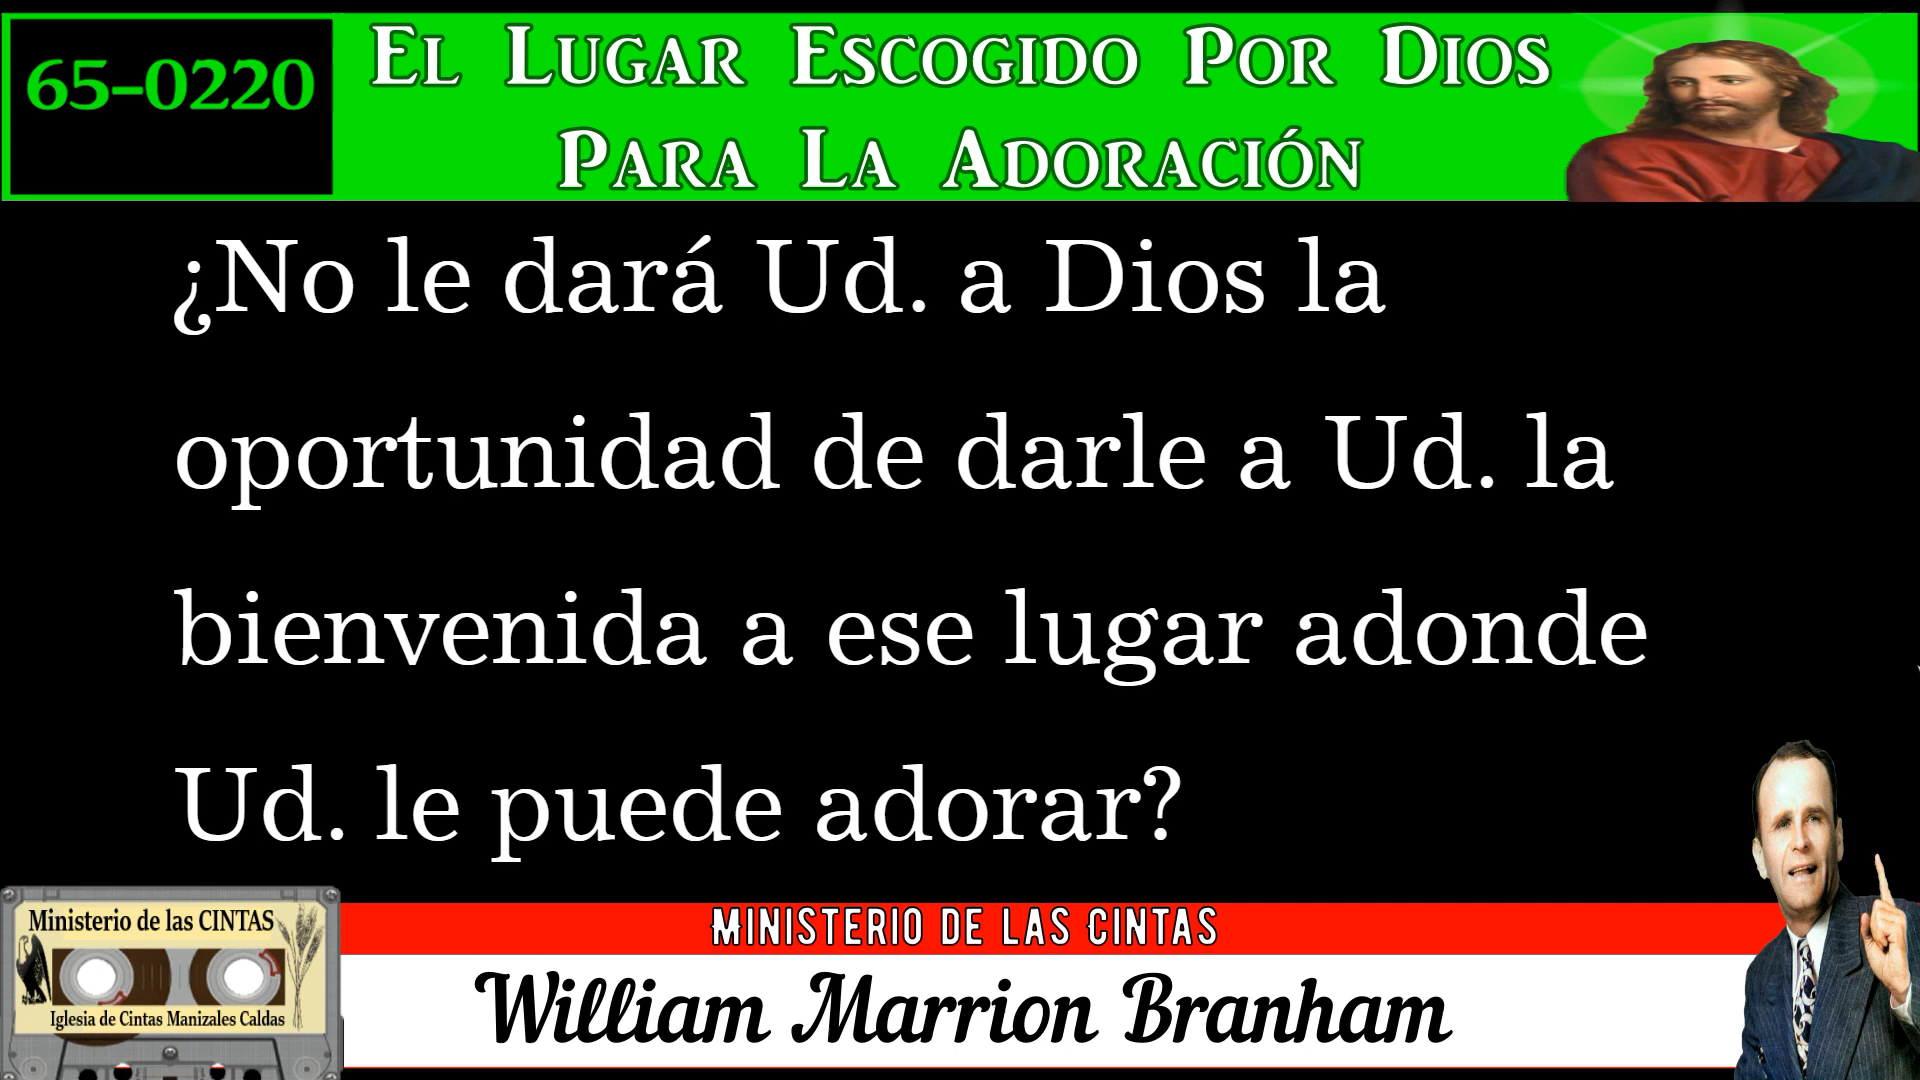 65-0220
El Lugar Escogido Por Dios
Para La Adoración
¿No le dará Ud. a Dios la
oportunidad de darle a Ud. la
bienvenida a ese lugar adonde
Ud. le puede adorar?
Ministerio de las CINTAS
Iglesia de Cintas Manizales Caldas
MINISTERIO DE LAS CINTAS
William Marrion Branham